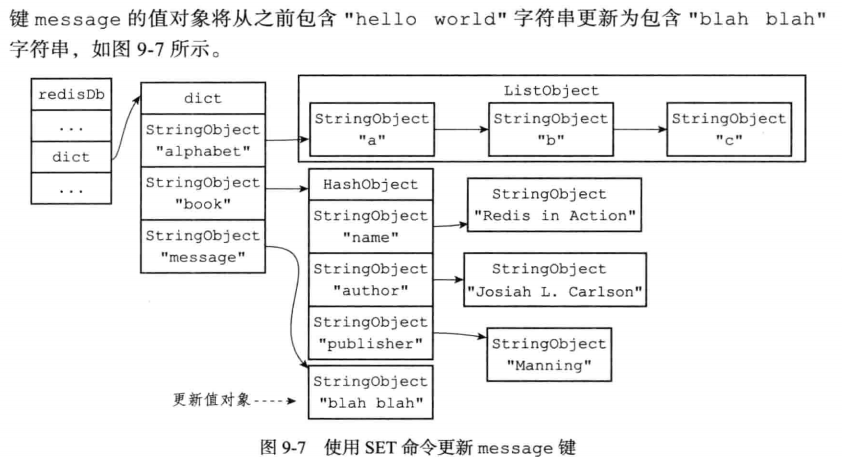 键 message 的值对象将从之前包含 "hello world" 字符串更新为包含 "blah blah"
字符串，如图 9-7 所示。
redisDb
...
dict
...
dict
StringObject
"alphabet"
StringObject
"book"
StringObject
"message"
ListObject
StringObject
"a"
StringObject
"b"
StringObject
"c"
HashObject
StringObject
"name"
StringObject
"author"
StringObject
"publisher"
StringObject
"Redis in Action"
StringObject
"Josiah L. Carlson"
StringObject
"Manning"
StringObject
"blah blah"
更新值对象
图 9-7 使用 SET 命令更新 message 键